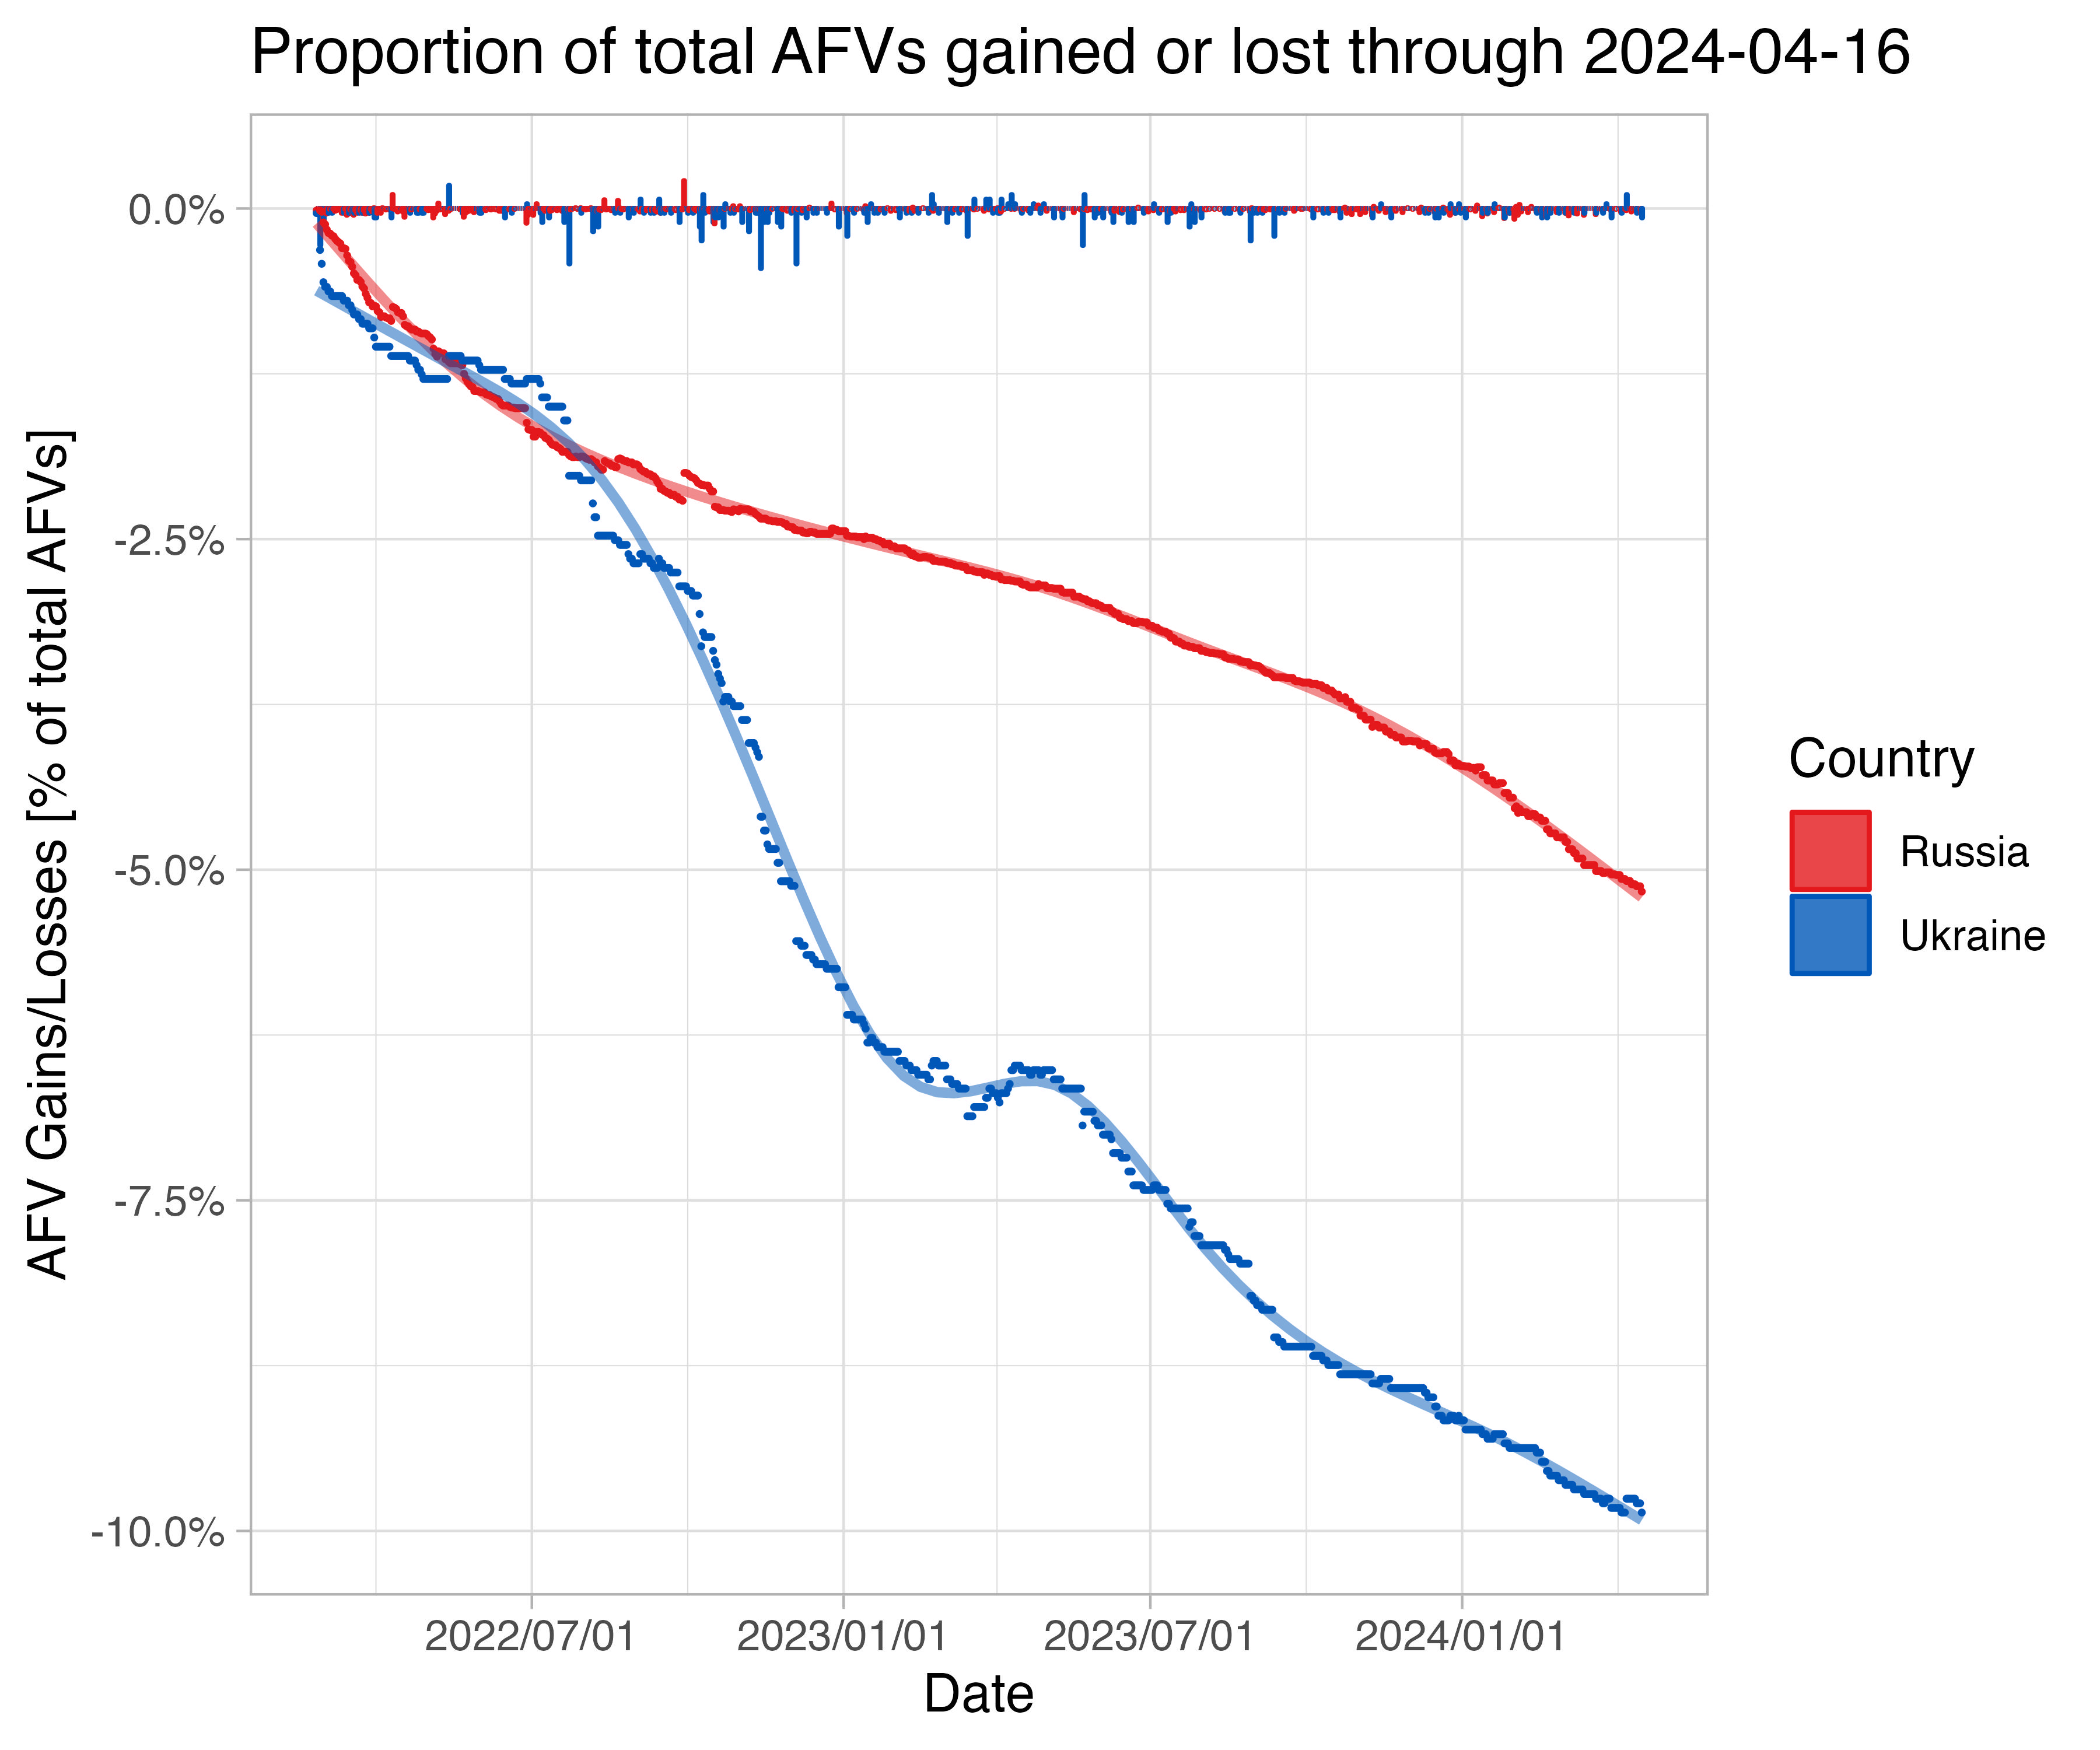 Proportion of total AFVs gained or lost through 2024-04-16
AFV Gains/Losses [% of total AFVs]
0.0%
-2.5%
-5.0%
-7.5%
-10.0%
2022/07/01
2023/01/01
2023/07/01
2024/01/01
Date
Country
Russia
Ukraine